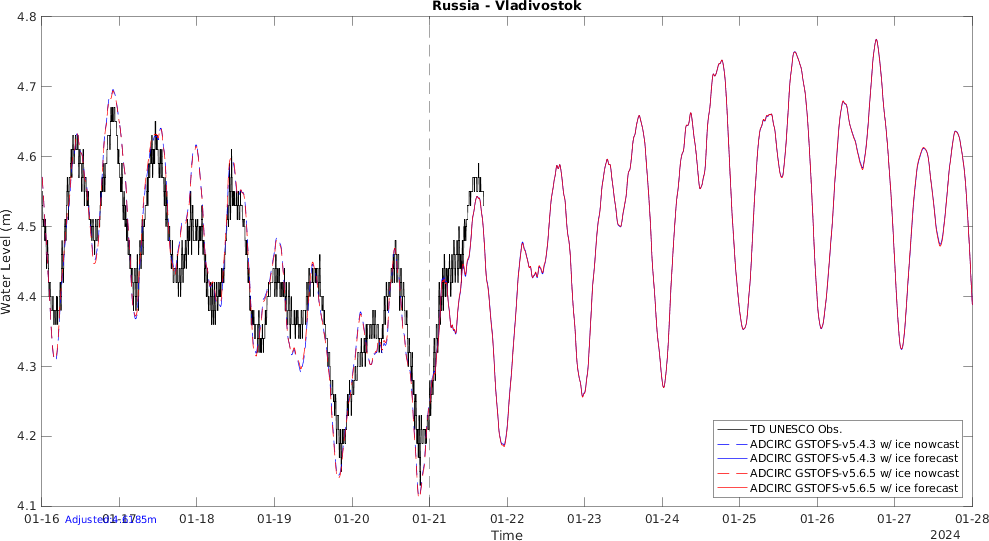 Russia - Vladivostok
Water Level (m)
4.8
4.7
4.6
4.5
4.4
4.3
4.2
4.1
TD UNESCO Obs.
ADCIRC GSTOFS-v5.4.3 w/ ice nowcast
ADCIRC GSTOFS-v5.4.3 w/ ice forecast
ADCIRC GSTOFS-v5.6.5 w/ ice nowcast
ADCIRC GSTOFS-v5.6.5 w/ ice forecast
01-16 01-17 01-18 01-19 01-20 01-21 01-22 01-23 01-24 01-25 01-26 01-27 01-28
Time
2024